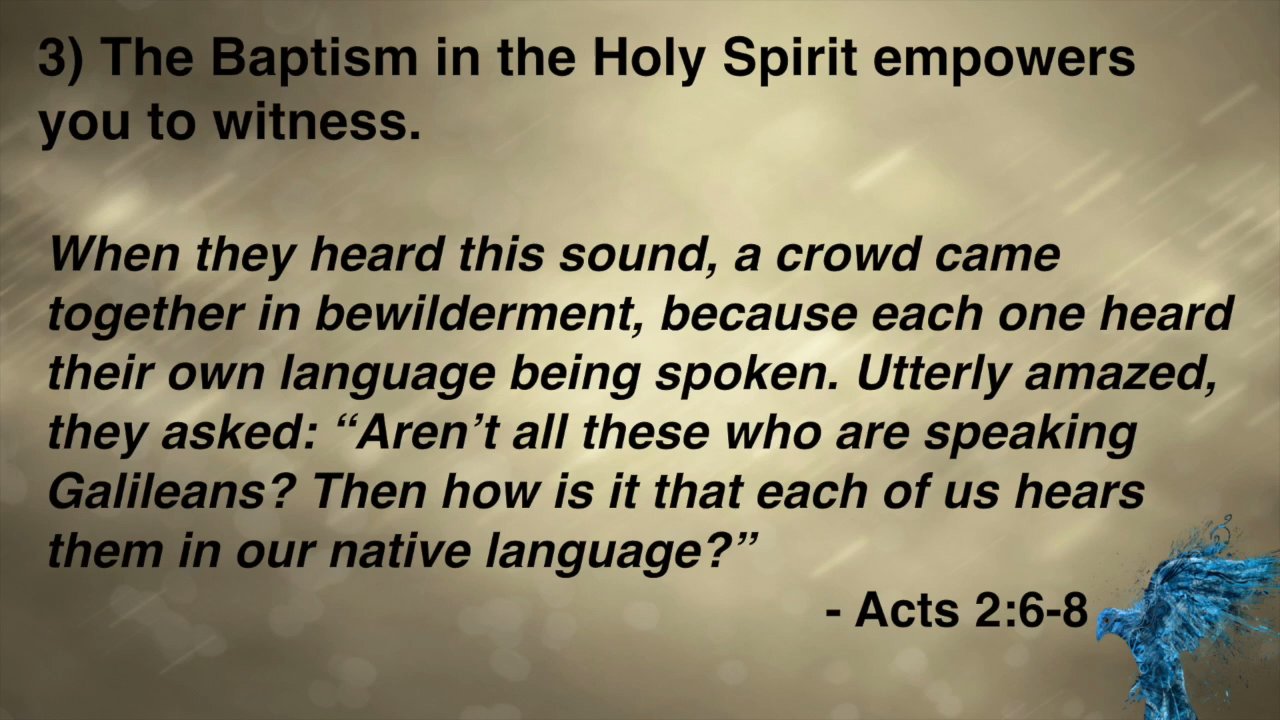 3) The Baptism in the Holy Spirit empowers
you to witness.
When they heard this sound, a crowd came
together in bewilderment, because each one heard
their own language being spoken. Utterly amazed,
they asked: “Aren’t all these who are speaking
Galileans? Then how is it that each of us hears
them in our native language?”
- Acts 2:6-8